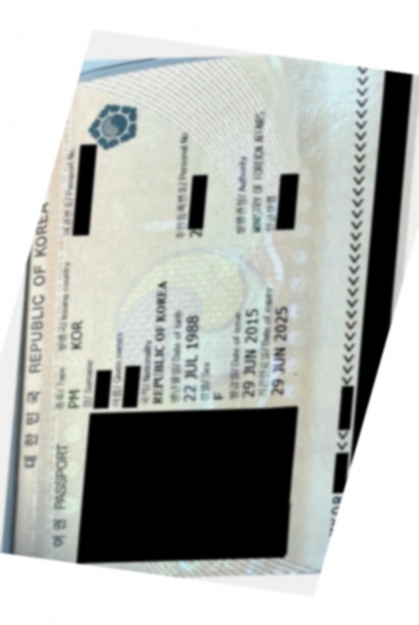 대한민국 REPUBLIC OF KOREA
여권 PASSPORT
종류/Type 발행국/Issuing country 여권번호/Passport No.
PM KOR
성/Surname
이름/Given names
국적/Nationality
REPUBLIC OF KOREA
생년월일/Date of birth 주민등록번호/Personal No.
22 JUL 1988 2
성별/Sex
F
발급일/Date of issue 발행관청/Authority
29 JUN 2015 MINISTRY OF FOREIGN AFFAIRS
기간만료일/Date of expiry 한글성명
29 JUN 2025